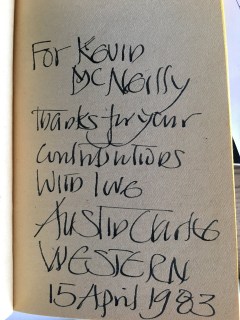 For Kevin
McNeilly
Thanks for your
contributions
With love
Austin Clarke
WESTERN
15 April 1983